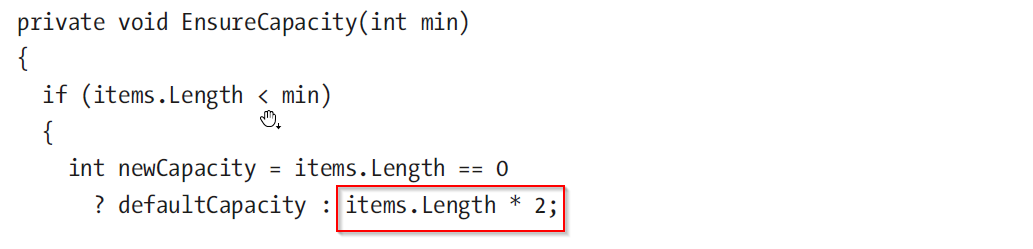 private void EnsureCapacity(int min)
{
if (items.Length < min)
{
int newCapacity = items.Length == 0
? defaultCapacity : items.Length * 2;